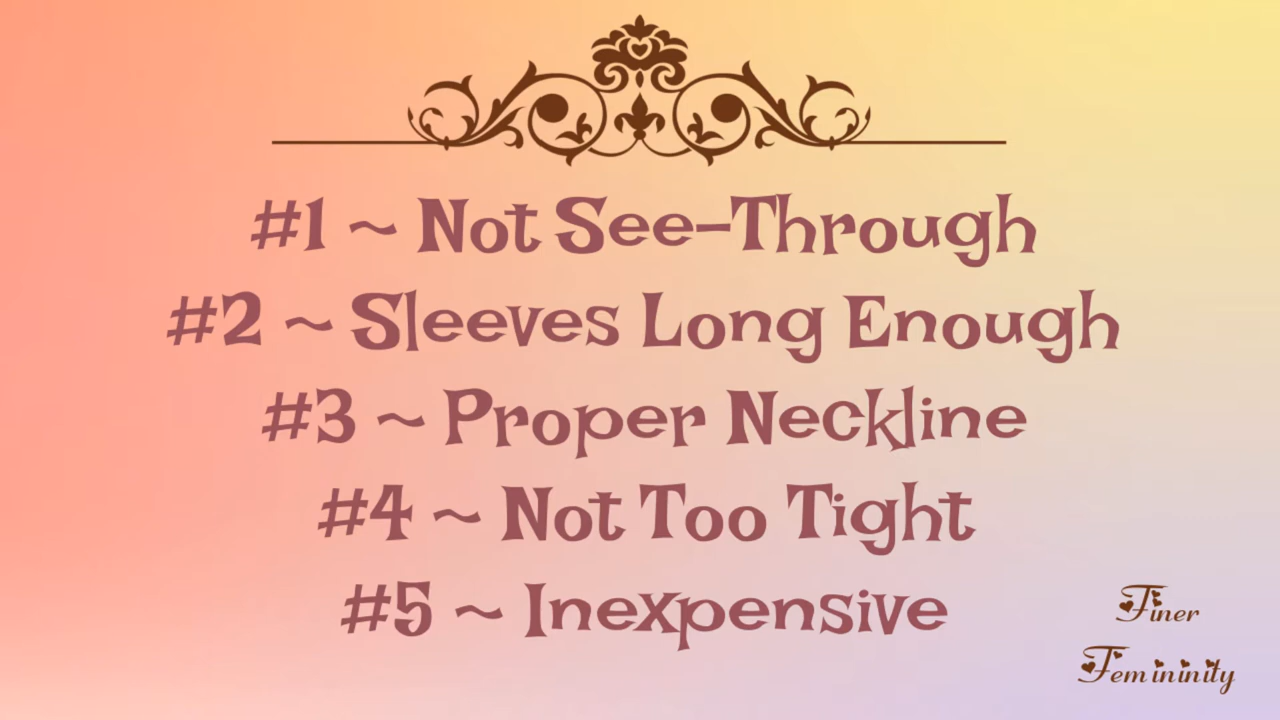 #1 ~ Not See-Through
#2 ~ Sleeves Long Enough
#3 ~ Proper Neckline
#4 ~ Not Too Tight
#5 ~ Inexpensive
Finer
Femininity